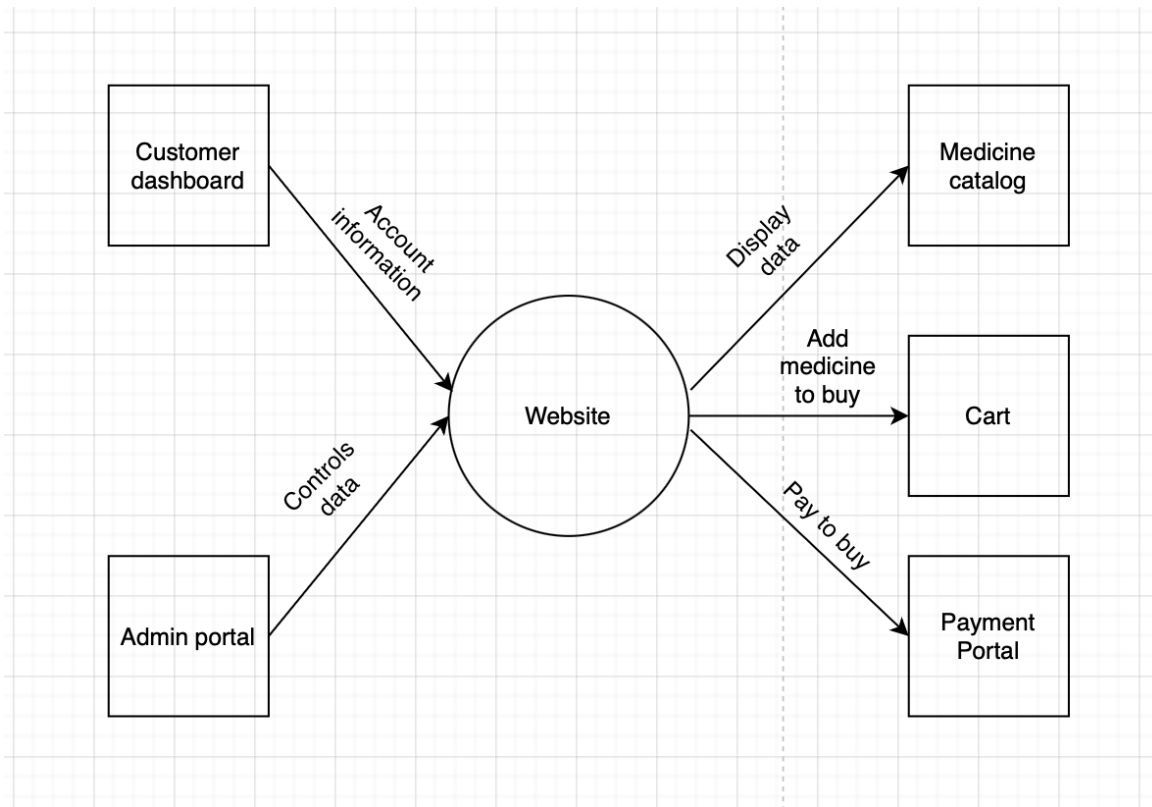 Customer
dashboard
Account
information
Medicine
catalog
Display
data
Add
medicine
to buy
Website
Cart
Controls
data
Pay to buy
Admin portal
Payment
Portal